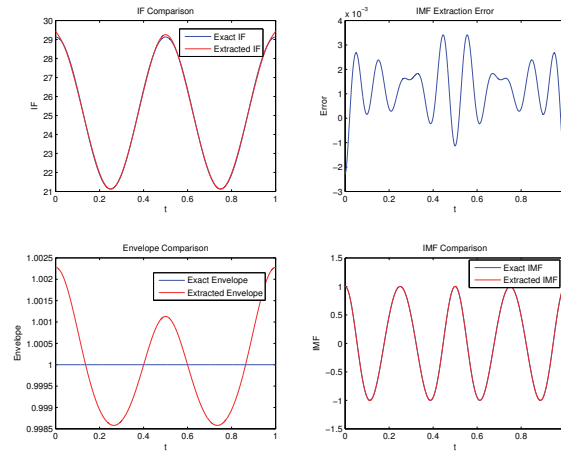 IF Comparison
30
29
28
27
26
25
24
23
22
21
0
0.2
0.4
0.6
0.8
1
IF
t
Exact IF
Extracted IF
IMF Extraction Error
x 10⁻³
4
3
2
1
0
−1
−2
−3
0
0.2
0.4
0.6
0.8
Error
t
Envelope Comparison
1.0025
1.002
1.0015
1.001
1.0005
1
0.9995
0.999
0.9985
0
0.2
0.4
0.6
0.8
1
Envelope
t
Exact Envelope
Extracted Envelope
IMF Comparison
1.5
1
0.5
0
−0.5
−1
−1.5
0
0.2
0.4
0.6
0.8
IMF
t
Exact IMF
Extracted IMF